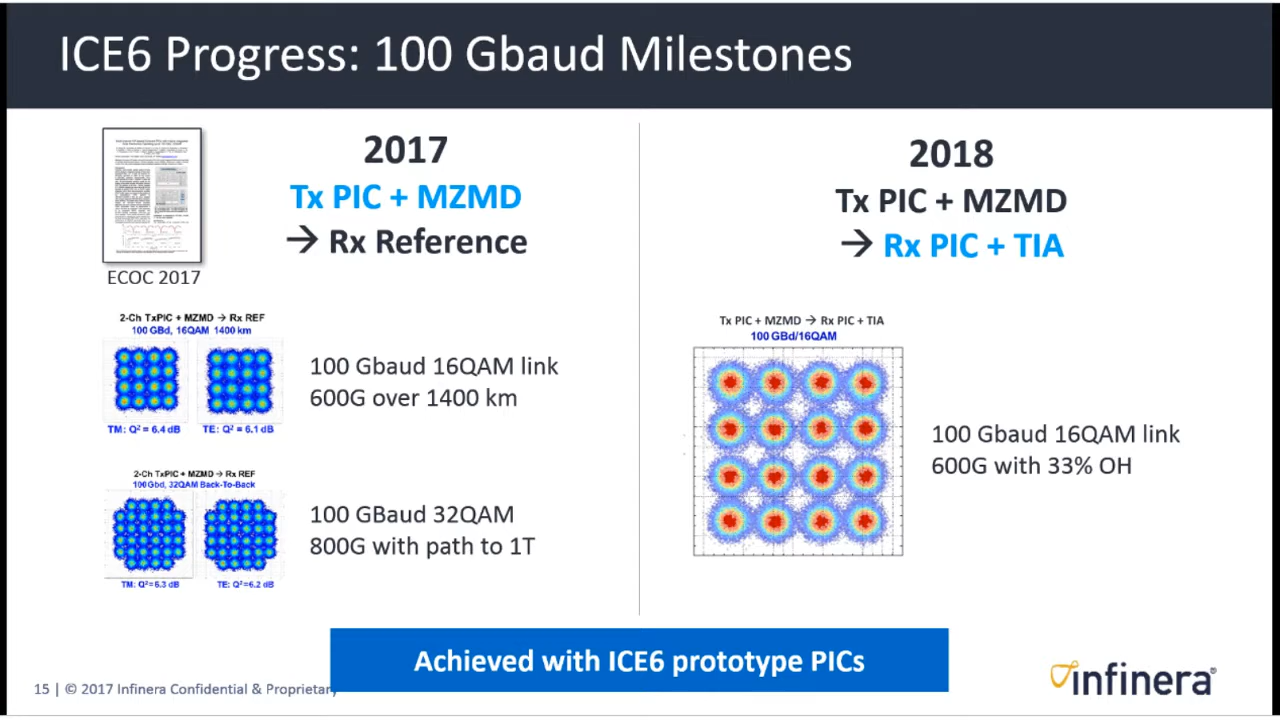 ICE6 Progress: 100 Gbaud Milestones
ECOC 2017
2017
Tx PIC + MZMD
→ Rx Reference
2-Ch TxPIC + MZMD → Rx REF
100 GBd, 16QAM 1400 km
TM: Q² = 6.4 dB
TE: Q² = 6.1 dB
100 Gbaud 16QAM link
600G over 1400 km
2-Ch TxPIC + MZMD → Rx REF
100Gbd, 32QAM Back-To-Back
TM: Q²=6.3 dB
TE: Q²=6.2 dB
100 GBaud 32QAM
800G with path to 1T
2018
Tx PIC + MZMD
→ Rx PIC + TIA
Tx PIC + MZMD → Rx PIC + TIA
100 GBd/16QAM
100 Gbaud 16QAM link
600G with 33% OH
Achieved with ICE6 prototype PICs
15 | © 2017 Infinera Confidential & Proprietary
infinera®